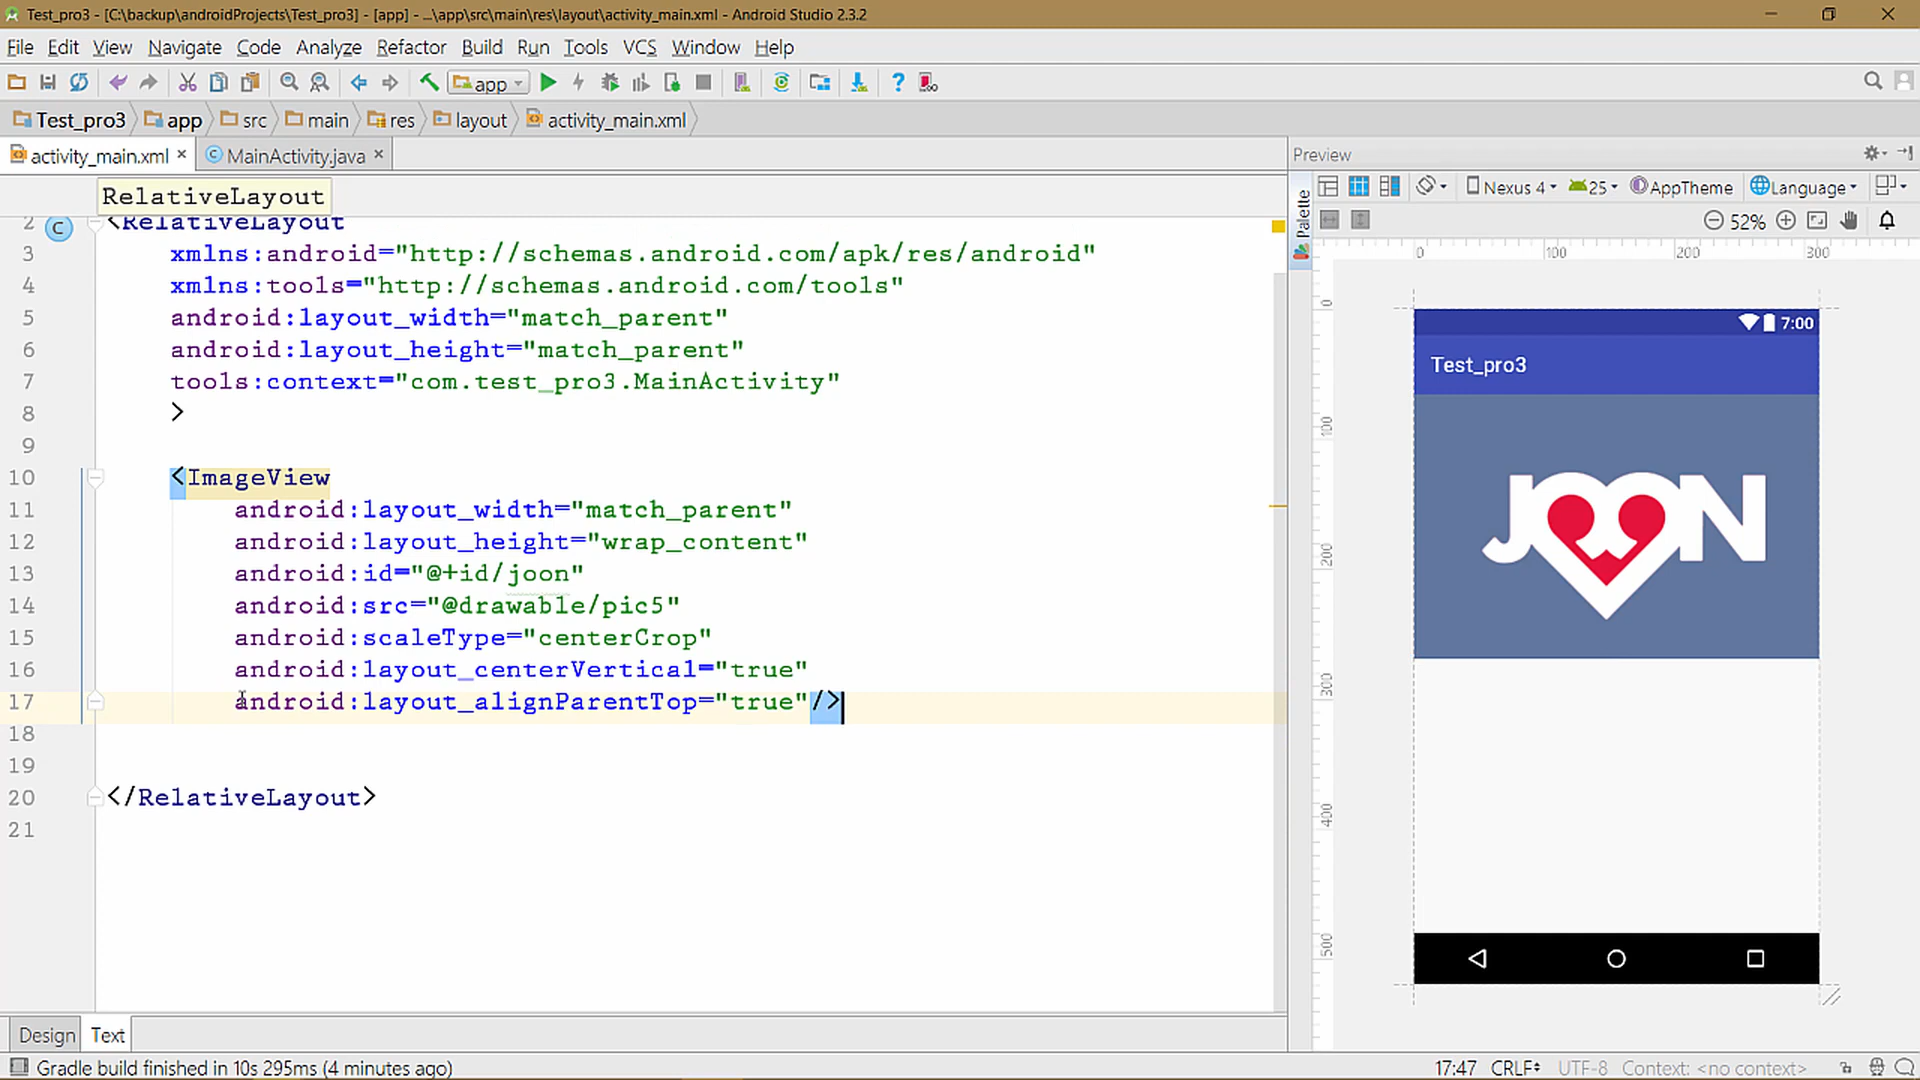 Test_pro3 - [C:\backup\androidProjects\Test_pro3] - [app] - ...\app\src\main\res\layout\activity_main.xml - Android Studio 2.3.2
File Edit View Navigate Code Analyze Refactor Build Run Tools VCS Window Help
app
Test_pro3 app src main res layout activity_main.xml
activity_main.xml MainActivity.java
Preview
RelativeLayout
Palette
Nexus 4 25 AppTheme Language
52%
2 <RelativeLayout
3 xmlns:android="http://schemas.android.com/apk/res/android"
4 xmlns:tools="http://schemas.android.com/tools"
5 android:layout_width="match_parent"
6 android:layout_height="match_parent"
7 tools:context="com.test_pro3.MainActivity"
8 >
9
10 <ImageView
11 android:layout_width="match_parent"
12 android:layout_height="wrap_content"
13 android:id="@+id/joon"
14 android:src="@drawable/pic5"
15 android:scaleType="centerCrop"
16 android:layout_centerVertical="true"
17 android:layout_alignParentTop="true"/>
18
19
20 </RelativeLayout>
21
0 100 200 300
0
100
200
300
400
500
7:00
Test_pro3
JOON
Design Text
Gradle build finished in 10s 295ms (4 minutes ago)
17:47 CRLF UTF-8 Context: <no context>